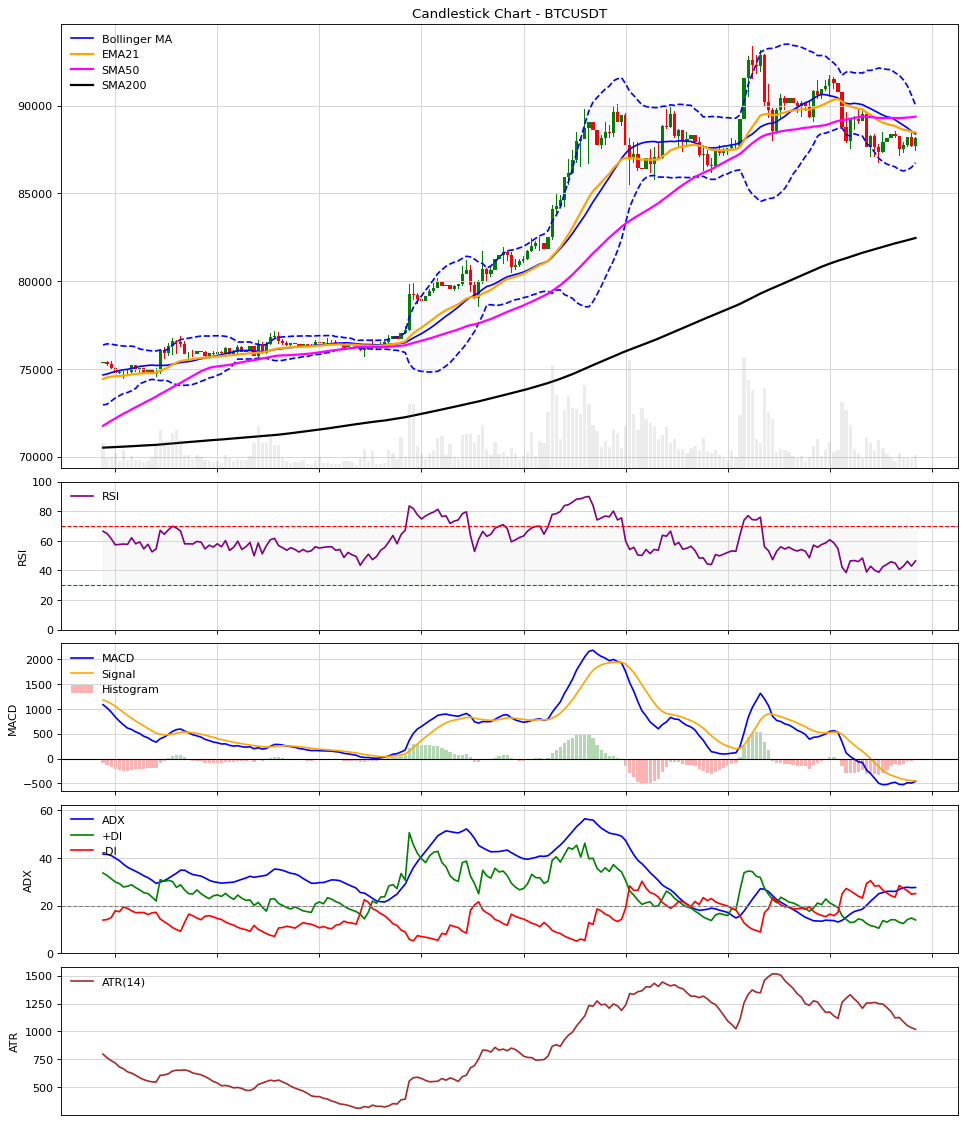 Candlestick Chart - BTCUSDT
Bollinger MA
EMA21
SMA50
SMA200
90000
85000
80000
75000
70000
RSI
RSI
100
80
60
40
20
0
MACD
Signal
Histogram
MACD
2000
1500
1000
500
0
−500
ADX
+DI
-DI
ADX
60
40
20
0
ATR(14)
ATR
1500
1250
1000
750
500